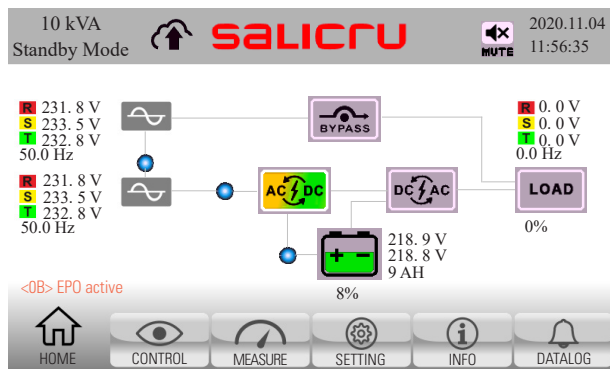 10 kVA
Standby Mode
SALICRU
MUTE
2020.11.04
11:56:35
R 231. 8 V
S 233. 5 V
T 232. 8 V
50.0 Hz
BYPASS
R 0. 0 V
S 0. 0 V
T 0. 0 V
0.0 Hz
R 231. 8 V
S 233. 5 V
T 232. 8 V
50.0 Hz
AC DC
DC AC
LOAD
0%
218. 9 V
218. 8 V
9 AH
8%
<0B> EPO active
HOME
CONTROL
MEASURE
SETTING
INFO
DATALOG